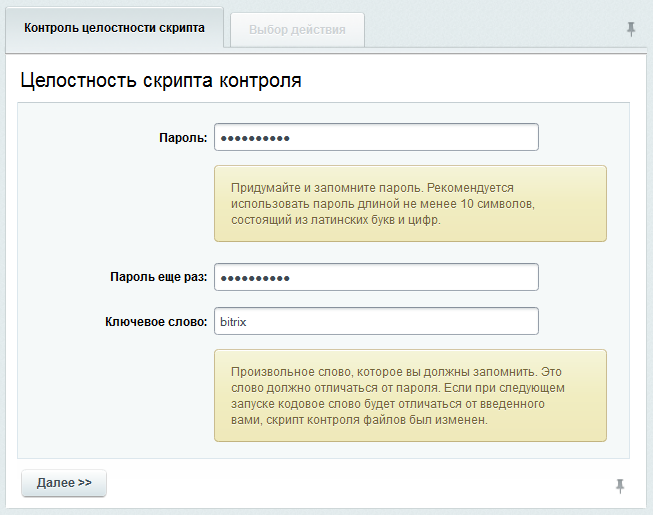 Контроль целостности скрипта
Выбор действия
Целостность скрипта контроля
Пароль: ●●●●●●●●●●
Придумайте и запомните пароль. Рекомендуется
использовать пароль длиной не менее 10 символов,
состоящий из латинских букв и цифр.
Пароль еще раз: ●●●●●●●●●●
Ключевое слово: bitrix
Произвольное слово, которое вы должны запомнить. Это
слово должно отличаться от пароля. Если при следующем
запуске кодовое слово будет отличаться от введенного
вами, скрипт контроля файлов был изменен.
Далее >>